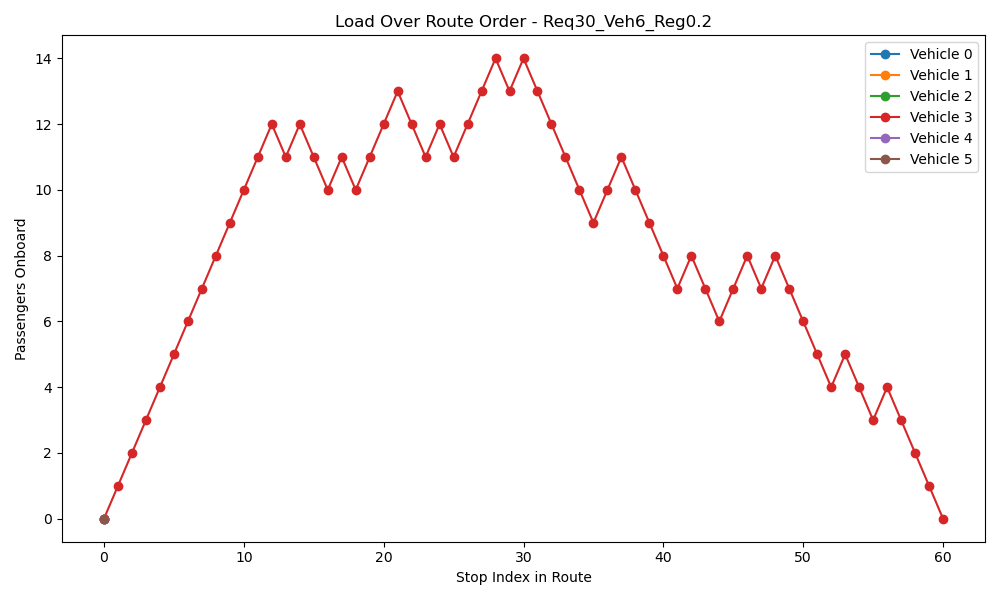 Load Over Route Order - Req30_Veh6_Reg0.2
Passengers Onboard
14
12
10
8
6
4
2
0
Vehicle 0
Vehicle 1
Vehicle 2
Vehicle 3
Vehicle 4
Vehicle 5
0 10 20 30 40 50 60
Stop Index in Route